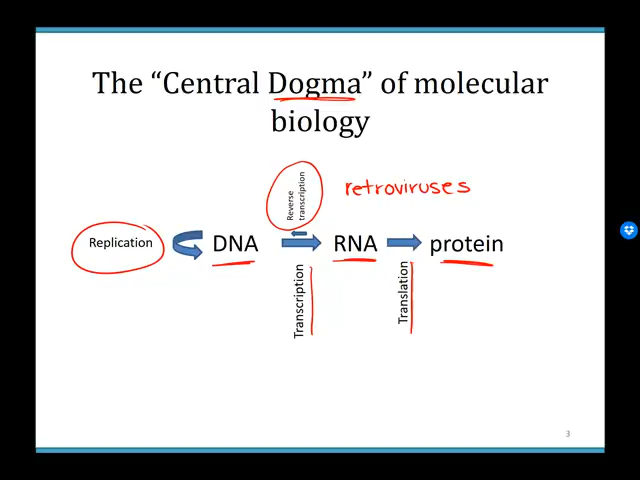 The “Central Dogma” of molecular
biology
Reverse
transcription
retroviruses
Replication
DNA
RNA
protein
Transcription
Translation
3